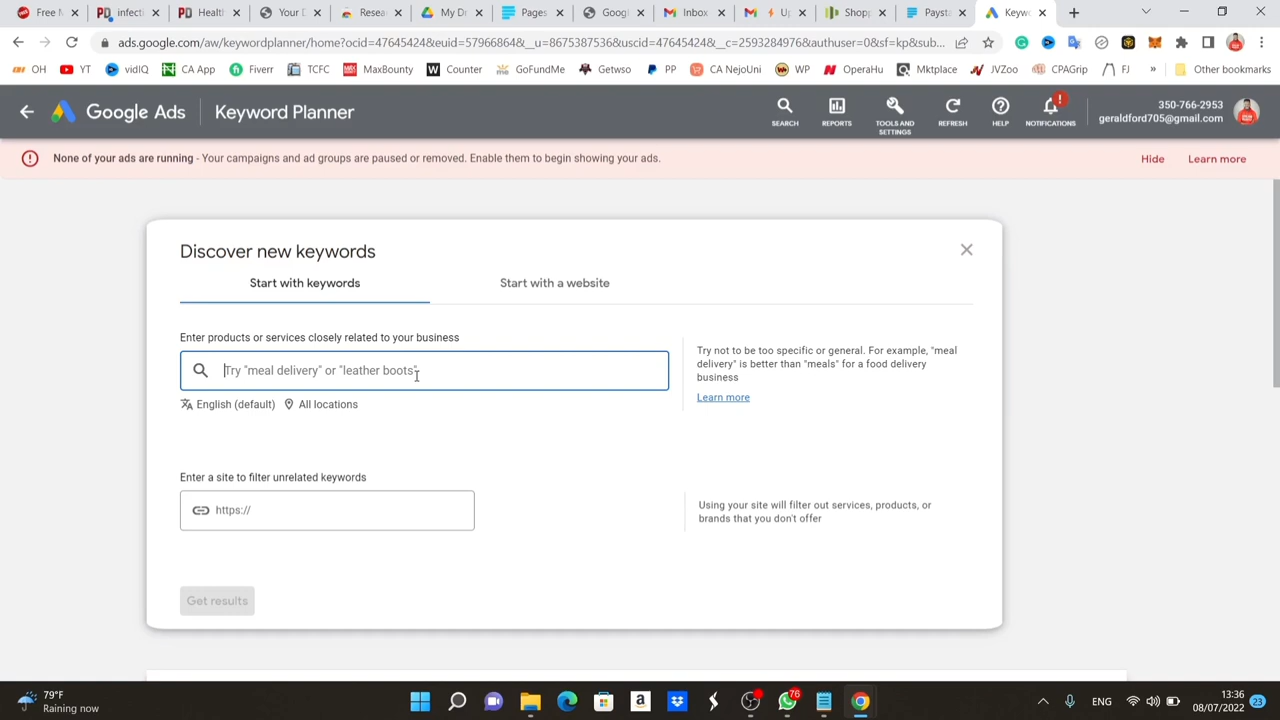 Free M
infecti
Health
Your D
Resea
My Dr
Pages
Googl
Inbox
Up
Shopp
Paysta
Keyw
ads.google.com/aw/keywordplanner/home?ocid=476454248&euid=57966864&__u=8675387536&uscid=476454248&__c=2593284976&authuser=0&sf=kp&sub...
OH
YT
vidIQ
CA App
Fiverr
TCFC
MaxBounty
Counter
GoFundMe
Getwso
PP
CA NejoUni
WP
OperaHu
Mktplace
JVZoo
CPAGrip
FJ
»
Other bookmarks
Google Ads
Keyword Planner
SEARCH
REPORTS
TOOLS AND
SETTINGS
REFRESH
HELP
!
NOTIFICATIONS
350-766-2953
geraldford705@gmail.com
None of your ads are running - Your campaigns and ad groups are paused or removed. Enable them to begin showing your ads.
Hide
Learn more
Discover new keywords
Start with keywords
Start with a website
Enter products or services closely related to your business
Try "meal delivery" or "leather boots"
Try not to be too specific or general. For example, "meal
delivery" is better than "meals" for a food delivery
business
Learn more
English (default)
All locations
Enter a site to filter unrelated keywords
https://
Using your site will filter out services, products, or
brands that you don't offer
Get results
79°F
Raining now
76
ENG
13:36
08/07/2022
23